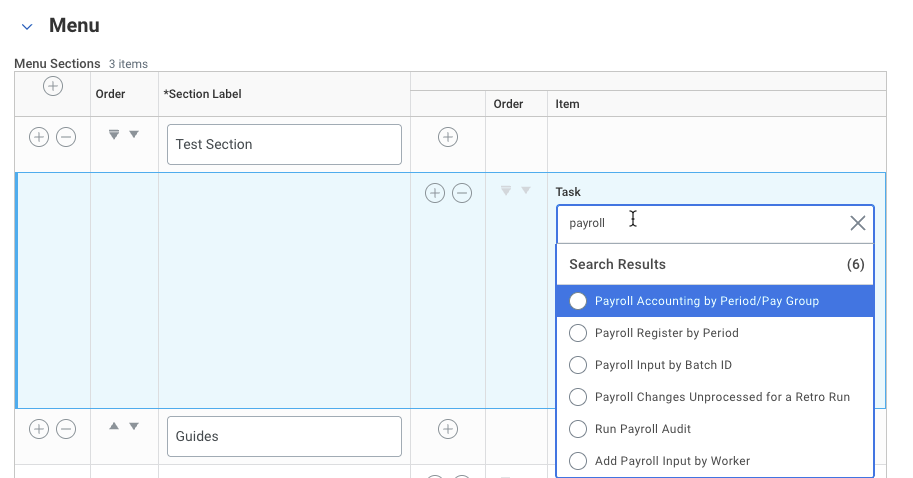 Menu
Menu Sections 3 items
Order *Section Label
Order Item
Test Section
Task
payroll
Search Results (6)
Payroll Accounting by Period/Pay Group
Payroll Register by Period
Payroll Input by Batch ID
Payroll Changes Unprocessed for a Retro Run
Guides
Run Payroll Audit
Add Payroll Input by Worker